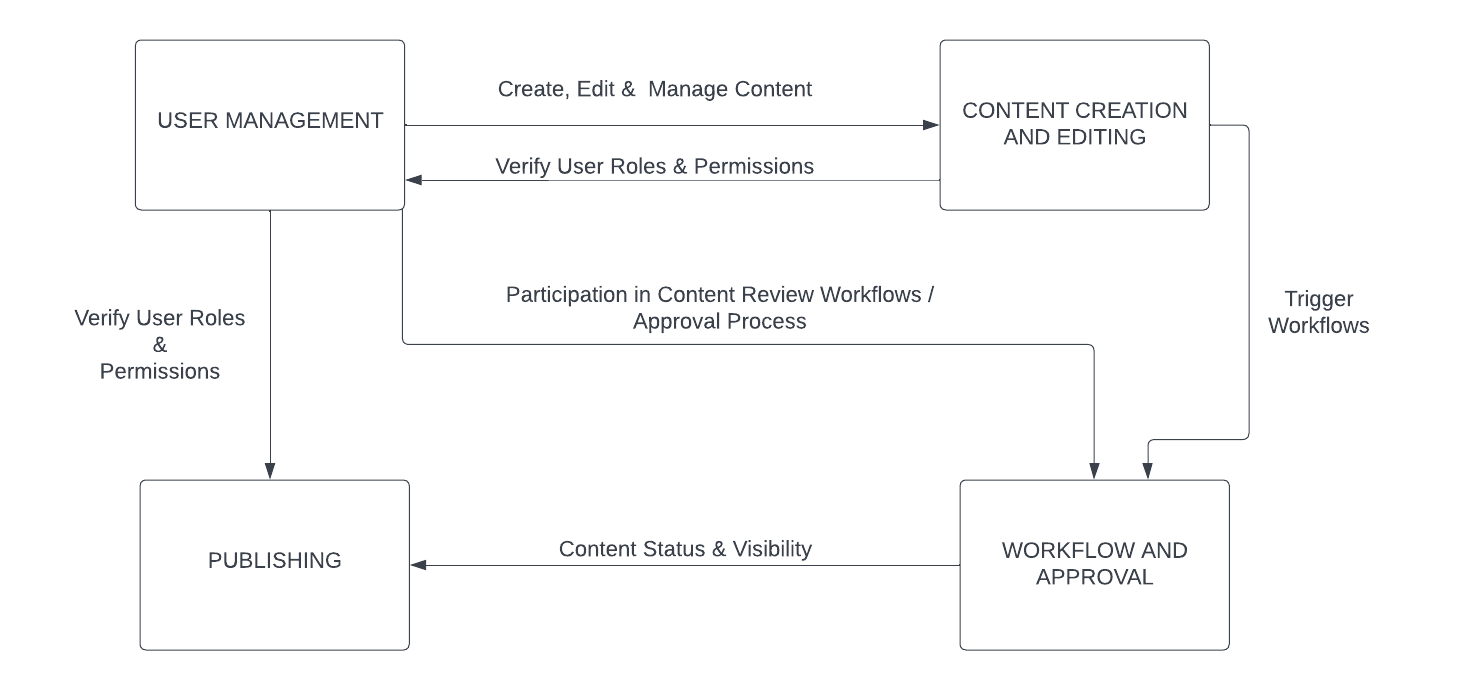 USER MANAGEMENT
Create, Edit &  Manage Content
CONTENT CREATION
AND EDITING
Verify User Roles & Permissions
Participation in Content Review Workflows /
Approval Process
Trigger
Workflows
Verify User Roles
&
Permissions
PUBLISHING
Content Status & Visibility
WORKFLOW AND
APPROVAL